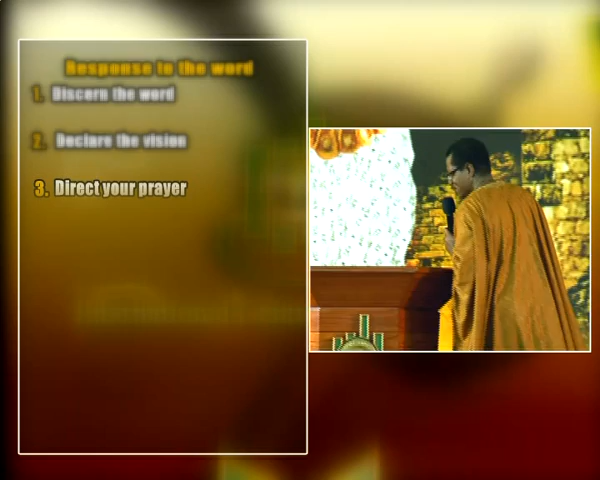 Response to the word
1. Discern the word
2. Declare the vision
3. Direct your prayer